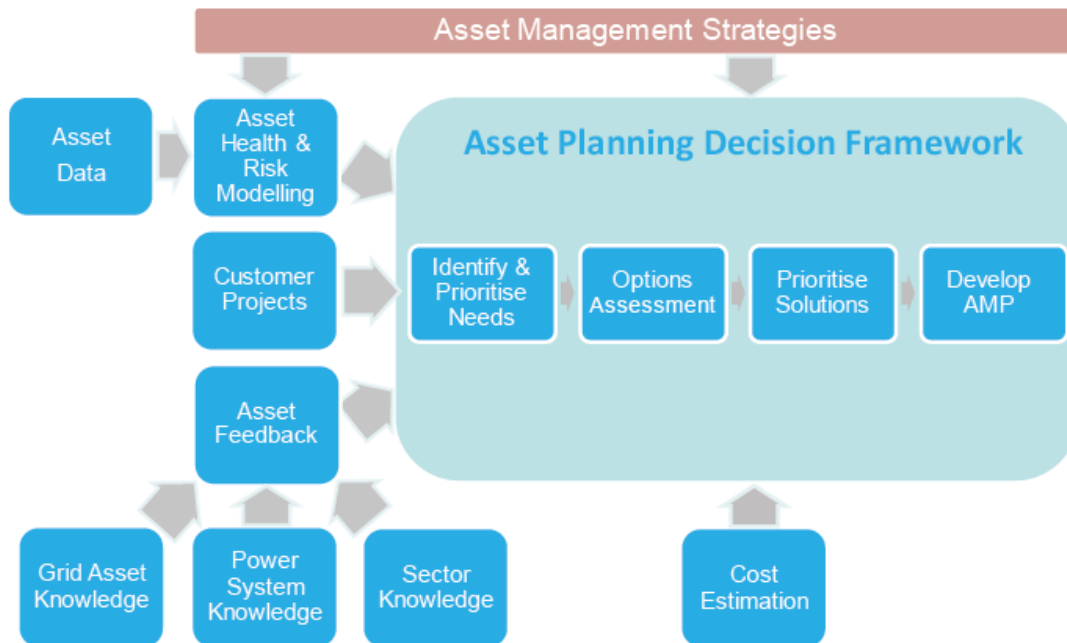 Asset Management Strategies
Asset
Data
Asset
Health &
Risk
Modelling
Asset Planning Decision Framework
Customer
Projects
Identify &
Prioritise
Needs
Options
Assessment
Prioritise
Solutions
Develop
AMP
Asset
Feedback
Grid Asset
Knowledge
Power
System
Knowledge
Sector
Knowledge
Cost
Estimation